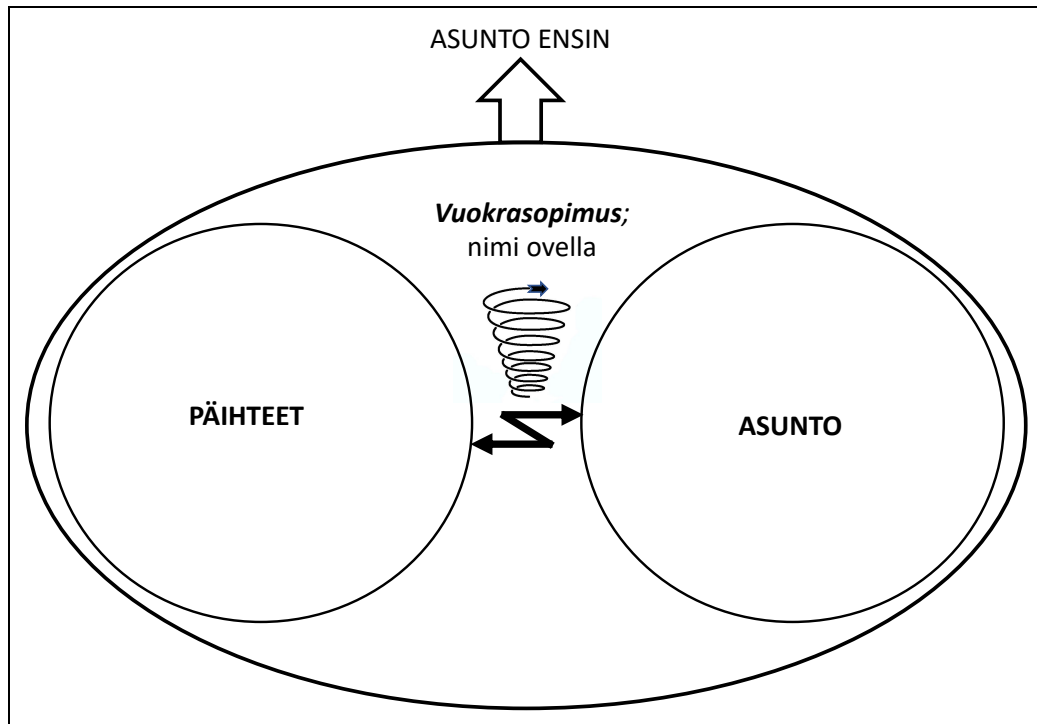 ASUNTO ENSIN
Vuokrasopimus;
nimi ovella
PÄIHTEET
ASUNTO